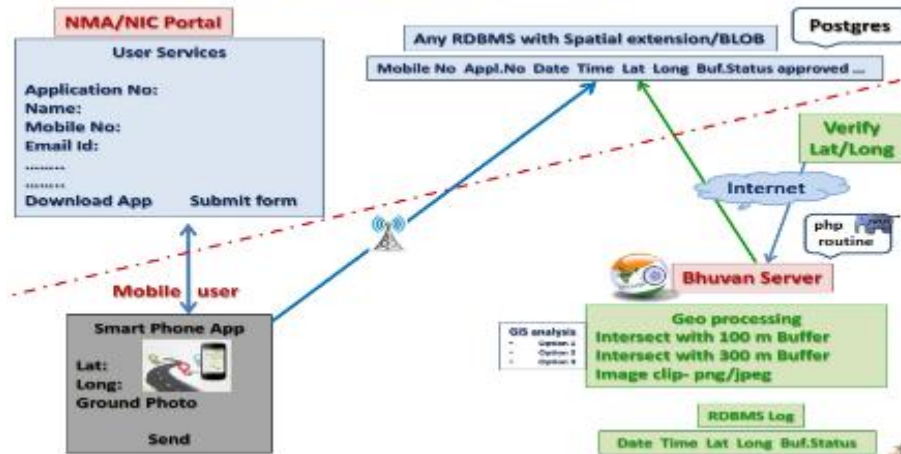 NMA/NIC Portal
User Services
Application No:
Name:
Mobile No:
Email Id:
........
........
Download App Submit form
Mobile user
Smart Phone App
Lat:
Long:
Ground Photo
Send
Postgres
Any RDBMS with Spatial extension/BLOB
Mobile No Appl.No Date Time Lat Long Buf.Status approved ...
Verify
Lat/Long
Internet
php
routine
Bhuvan Server
GIS analysis
Geo processing
Intersect with 100 m Buffer
Intersect with 300 m Buffer
Image clip- png/jpeg
RDBMS Log
Date Time Lat Long Buf.Status